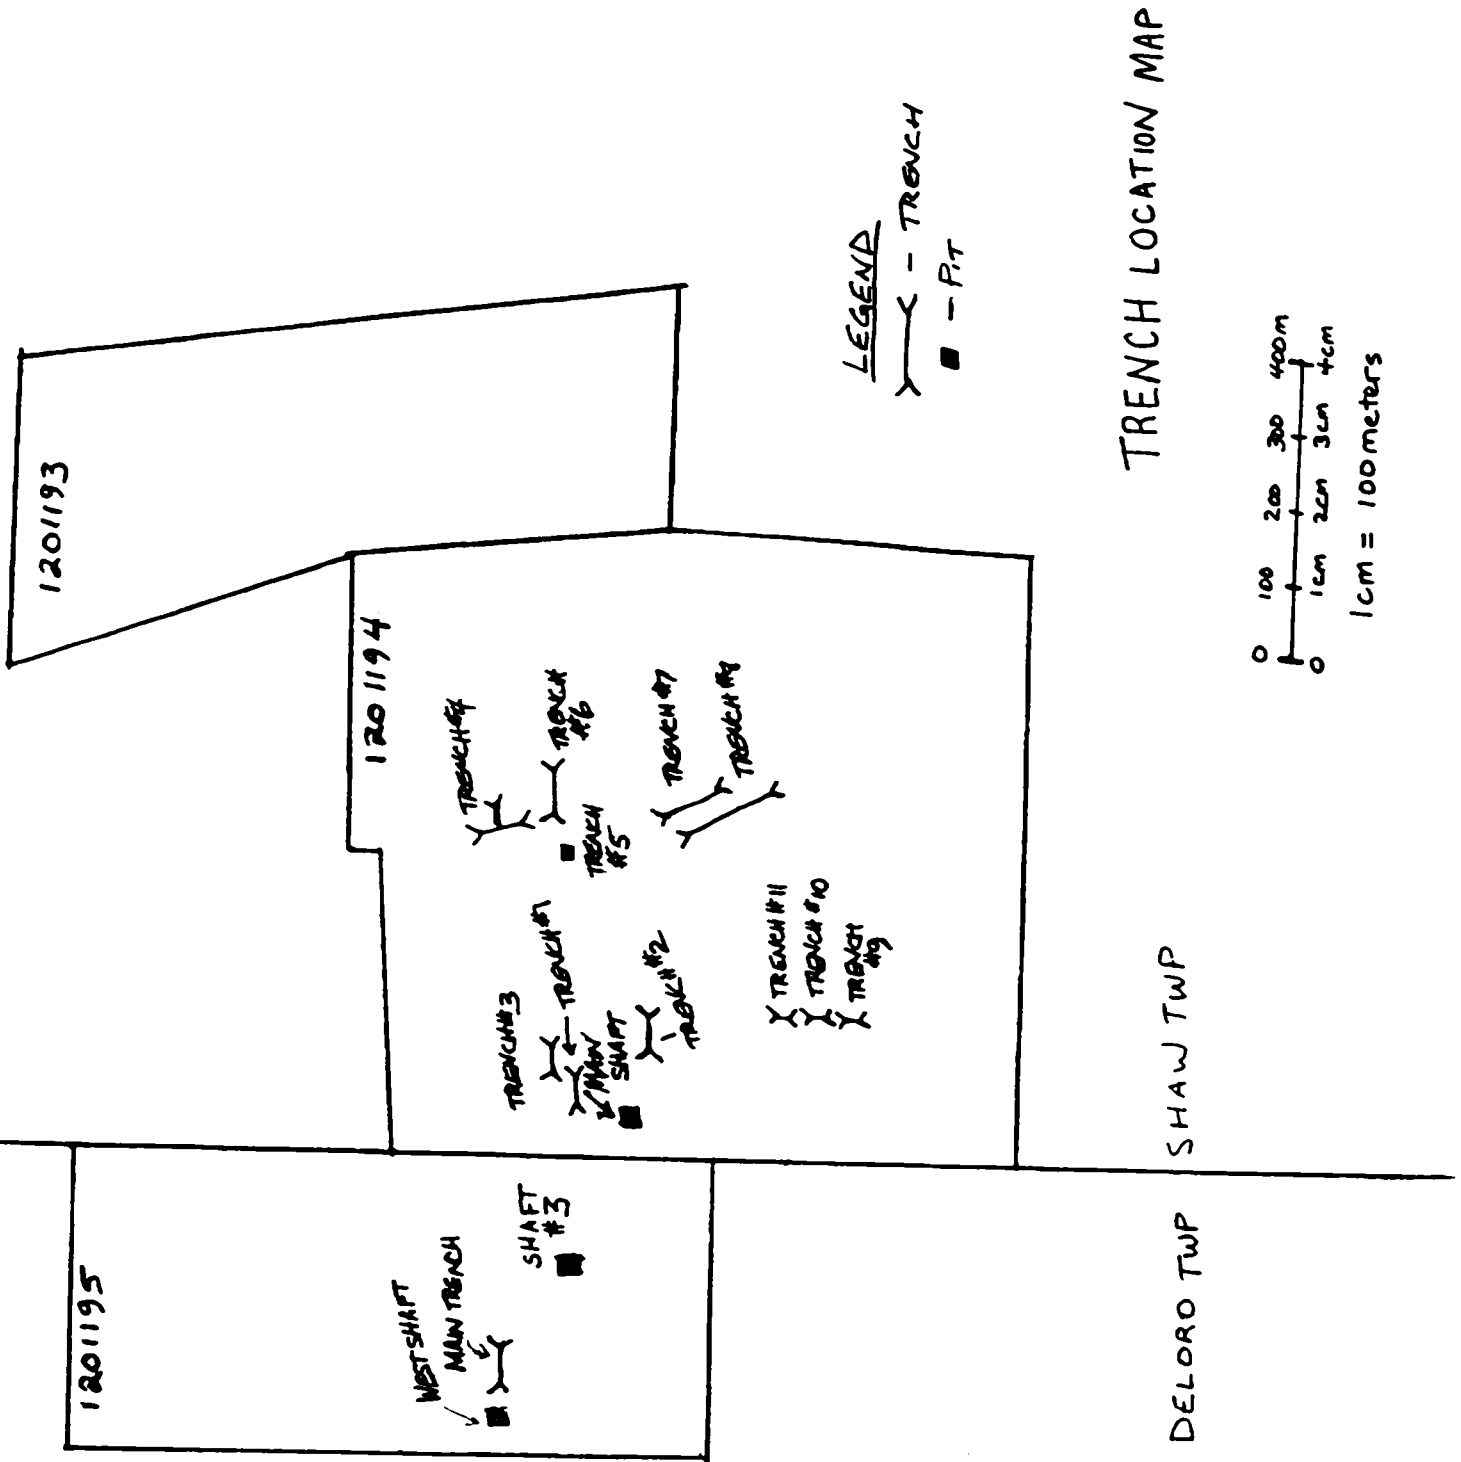 1201193
1201194
1201195
TRENCH#4
TRENCH
#6
TRENCH
#5
TRENCH#7
TRENCH#8
TRENCH#3
TRENCH#1
MAIN
SHAFT
TRENCH#2
TRENCH#11
TRENCH#10
TRENCH
#9
WEST SHAFT
MAIN TRENCH
SHAFT
#3
DELORO TWP
SHAW TWP
LEGEND
- TRENCH
- PIT
TRENCH LOCATION MAP
0 100 200 300 400m
0 1cm 2cm 3cm 4cm
1cm = 100meters